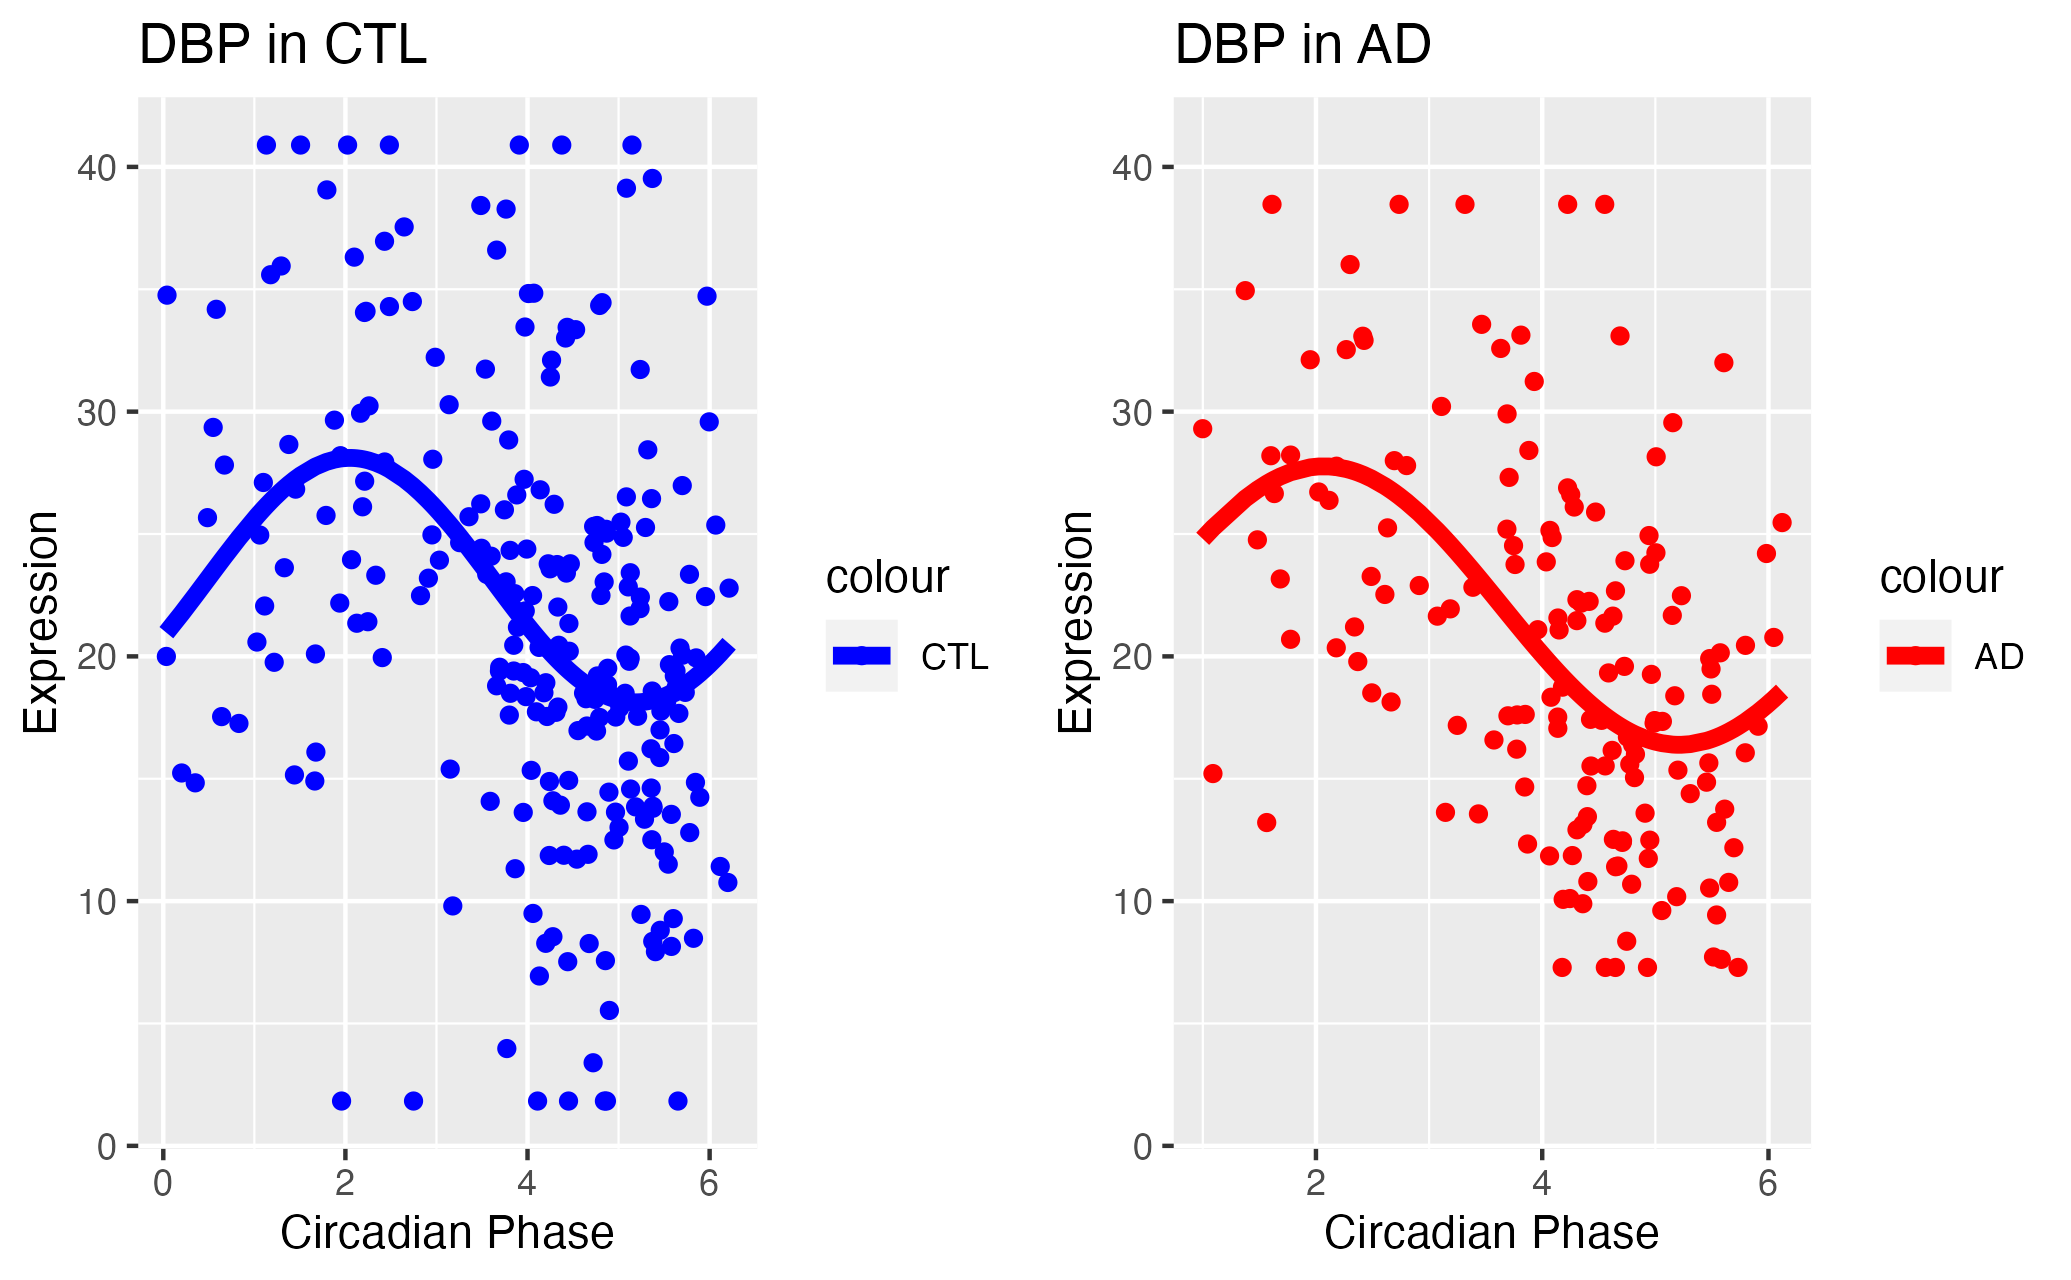 DBP in CTL
Expression
40
30
20
10
0
0 2 4 6
Circadian Phase
colour
CTL
DBP in AD
Expression
40
30
20
10
0
2 4 6
Circadian Phase
colour
AD